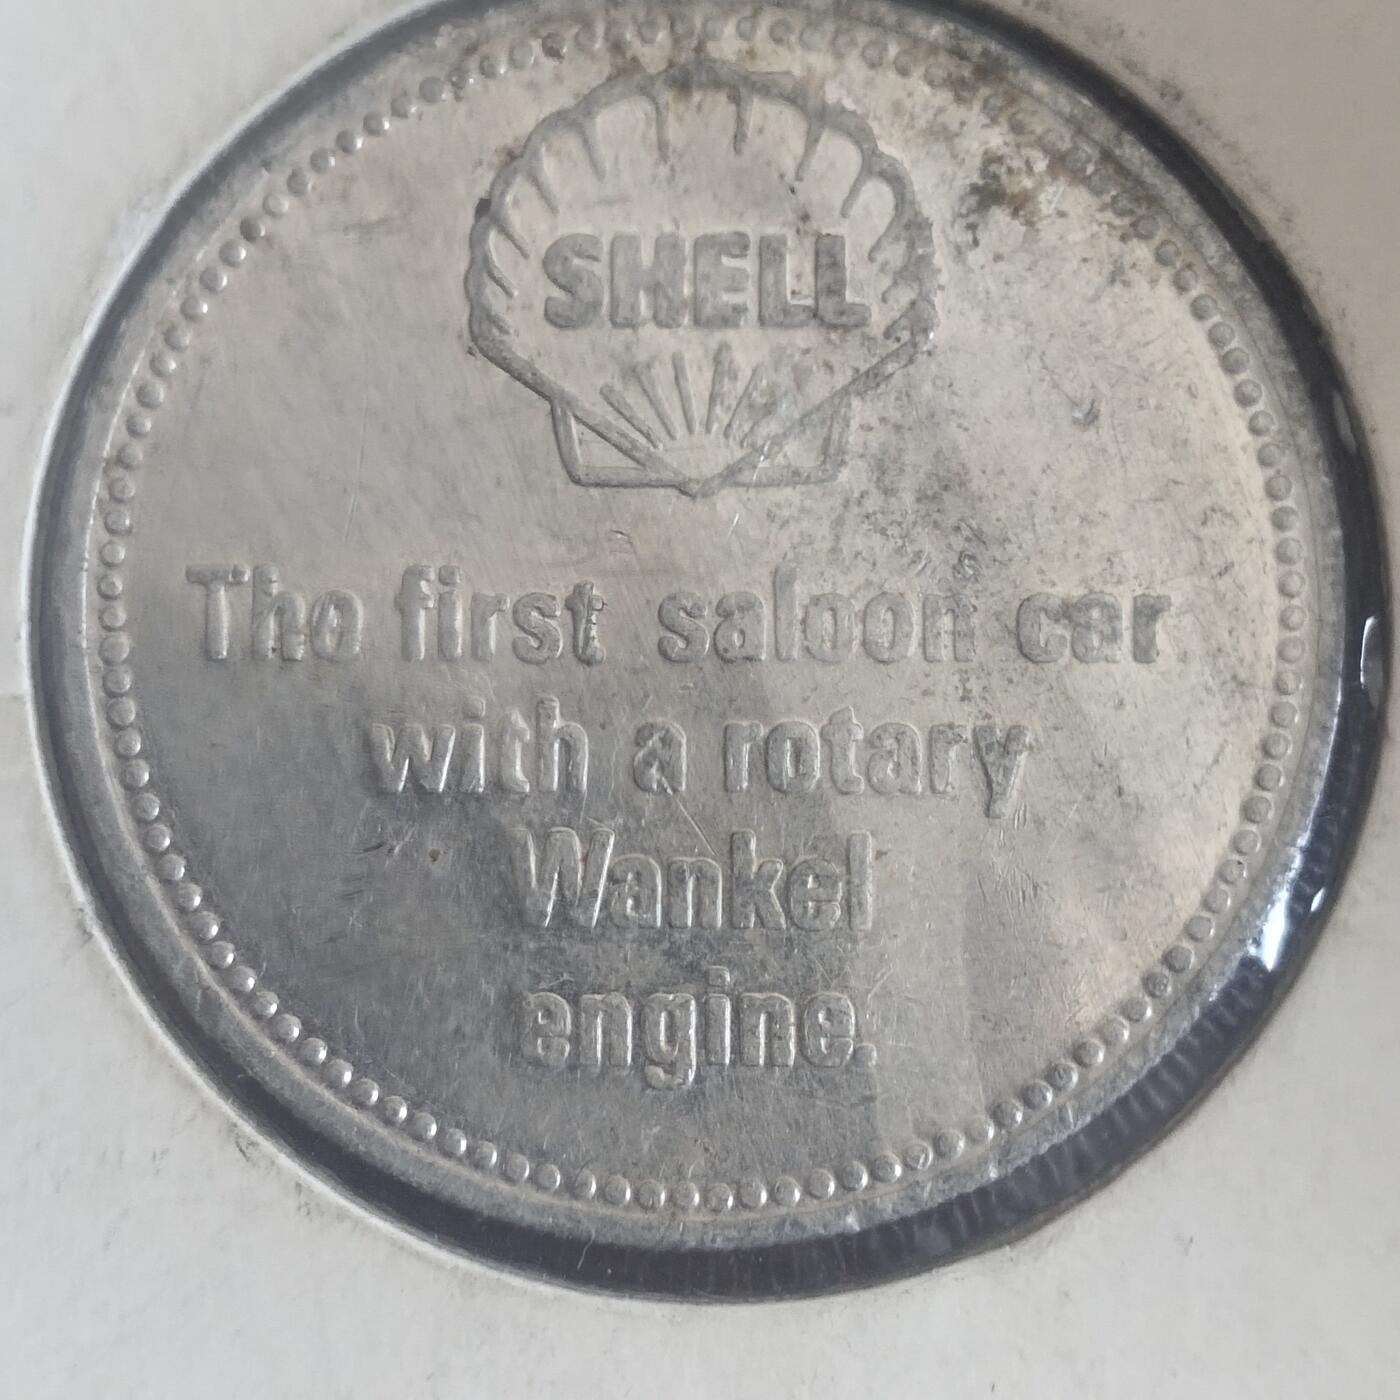 SHELL
The first saloon car
with a rotary
Wankel
engine.